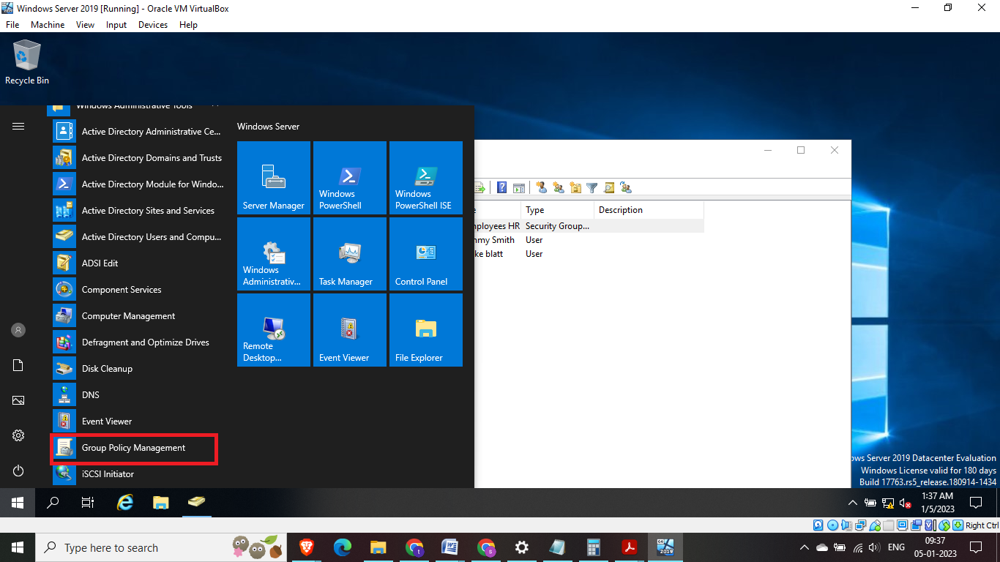 Windows Server 2019 [Running] - Oracle VM VirtualBox
File Machine View Input Devices Help
Recycle Bin
Windows Administrative Tools
Active Directory Administrative Ce...
Active Directory Domains and Trusts
Active Directory Module for Windo...
Active Directory Sites and Services
Active Directory Users and Compu...
ADSI Edit
Component Services
Computer Management
Defragment and Optimize Drives
Disk Cleanup
DNS
Event Viewer
Group Policy Management
iSCSI Initiator
Windows Server
Server Manager
Windows
PowerShell
Windows
PowerShell ISE
Windows
Administrativ...
Task Manager
Control Panel
Remote
Desktop...
Event Viewer
File Explorer
Type Description
mployees HR Security Group...
mmy Smith User
ke blatt User
ows Server 2019 Datacenter Evaluation
Windows License valid for 180 days
Build 17763.rs5_release.180914-1434
1:37 AM
1/5/2023
Right Ctrl
Type here to search
2019
ENG
09:37
05-01-2023